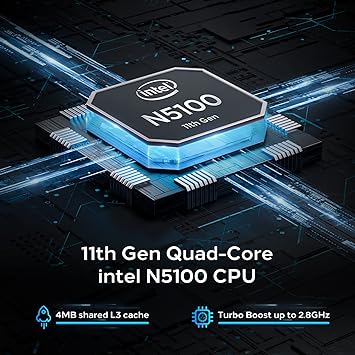 intel
N5100
11th Gen
11th Gen Quad-Core
intel N5100 CPU
4MB shared L3 cache
Turbo Boost up to 2.8GHz